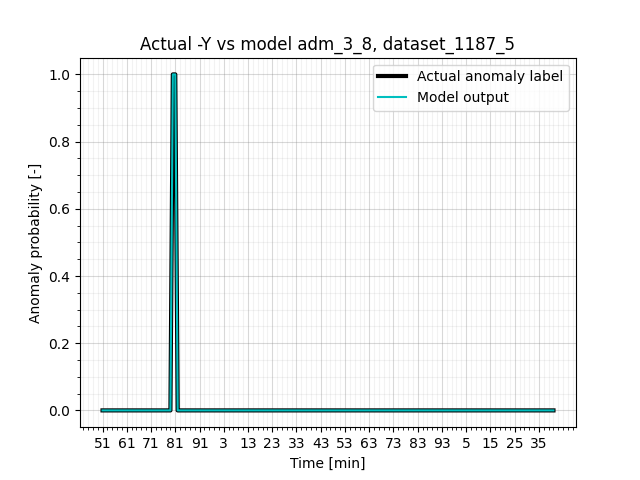 Actual -Y vs model adm_3_8, dataset_1187_5
Actual anomaly label
Model output
1.0
0.8
0.6
0.4
0.2
0.0
Anomaly probability [-]
51 61 71 81 91 3 13 23 33 43 53 63 73 83 93 5 15 25 35
Time [min]